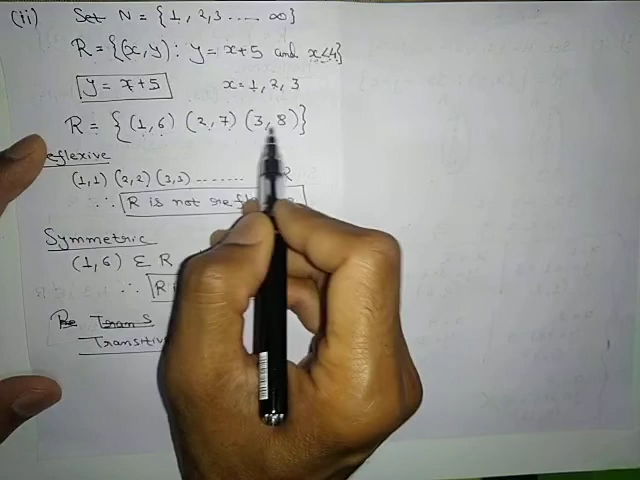 (ii) Set N = {1, 2, 3 ..... ∞}
R = {(x, y) : y = x + 5 and x < 4}
y = x + 5 x = 1, 2, 3
R = {(1, 6) (2, 7) (3, 8)}
eflexive
(1,1) (2,2) (3,3) ....... R
∴ R is not
Symmetric
(1, 6) Σ R
∴ R
Trans
Transitiv